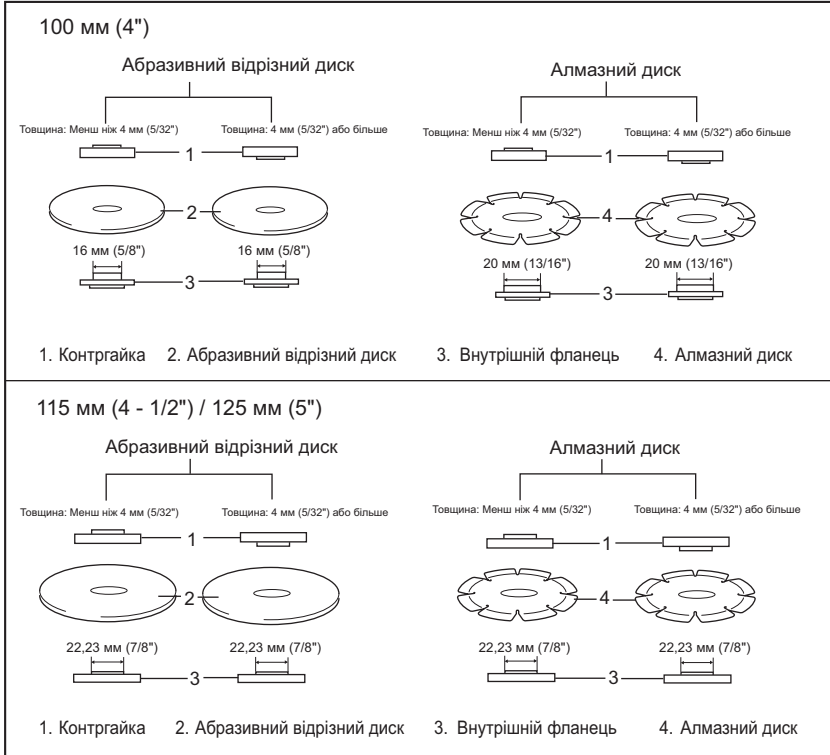 100 мм (4")
Абразивний відрізний диск
Алмазний диск
Товщина: Менш ніж 4 мм (5/32") Товщина: 4 мм (5/32") або більше
Товщина: Менш ніж 4 мм (5/32") Товщина: 4 мм (5/32") або більше
1
1
2
4
16 мм (5/8") 16 мм (5/8")
20 мм (13/16") 20 мм (13/16")
3
3
1. Контргайка 2. Абразивний відрізний диск 3. Внутрішній фланець 4. Алмазний диск
115 мм (4 - 1/2") / 125 мм (5")
Абразивний відрізний диск
Алмазний диск
Товщина: Менш ніж 4 мм (5/32") Товщина: 4 мм (5/32") або більше
Товщина: Менш ніж 4 мм (5/32") Товщина: 4 мм (5/32") або більше
1
1
2
4
22,23 мм (7/8") 22,23 мм (7/8")
22,23 мм (7/8") 22,23 мм (7/8")
3
3
1. Контргайка 2. Абразивний відрізний диск 3. Внутрішній фланець 4. Алмазний диск